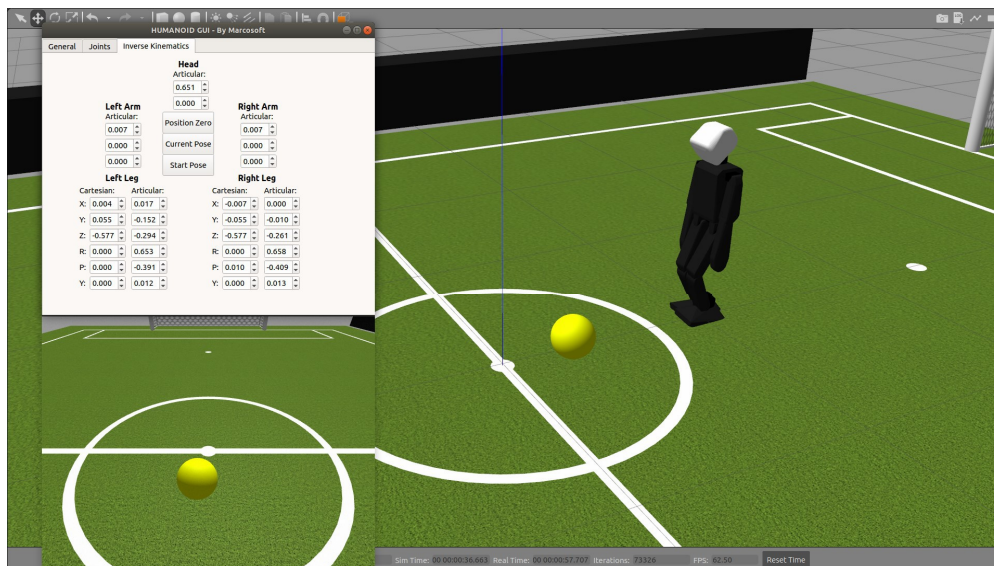 HUMANOID GUI - By Marcosoft
General Joints Inverse Kinematics
Head
Articular:
0.651
0.000
Left Arm Right Arm
Articular: Articular:
0.007 Position Zero 0.007
0.000 Current Pose 0.000
0.000 Start Pose 0.000
Left Leg Right Leg
Cartesian: Articular: Cartesian: Articular:
X: 0.004 0.017 X: -0.007 0.000
Y: 0.055 -0.152 Y: -0.055 -0.010
Z: -0.577 -0.294 Z: -0.577 -0.261
R: 0.000 0.653 R: 0.000 0.658
P: 0.000 -0.391 P: 0.010 -0.409
Y: 0.000 0.012 Y: 0.000 0.013
Sim Time: 00 00:00:56.663 Real Time: 00 00:00:57.707 Iterations: 73326 FPS: 62.50 Reset Time